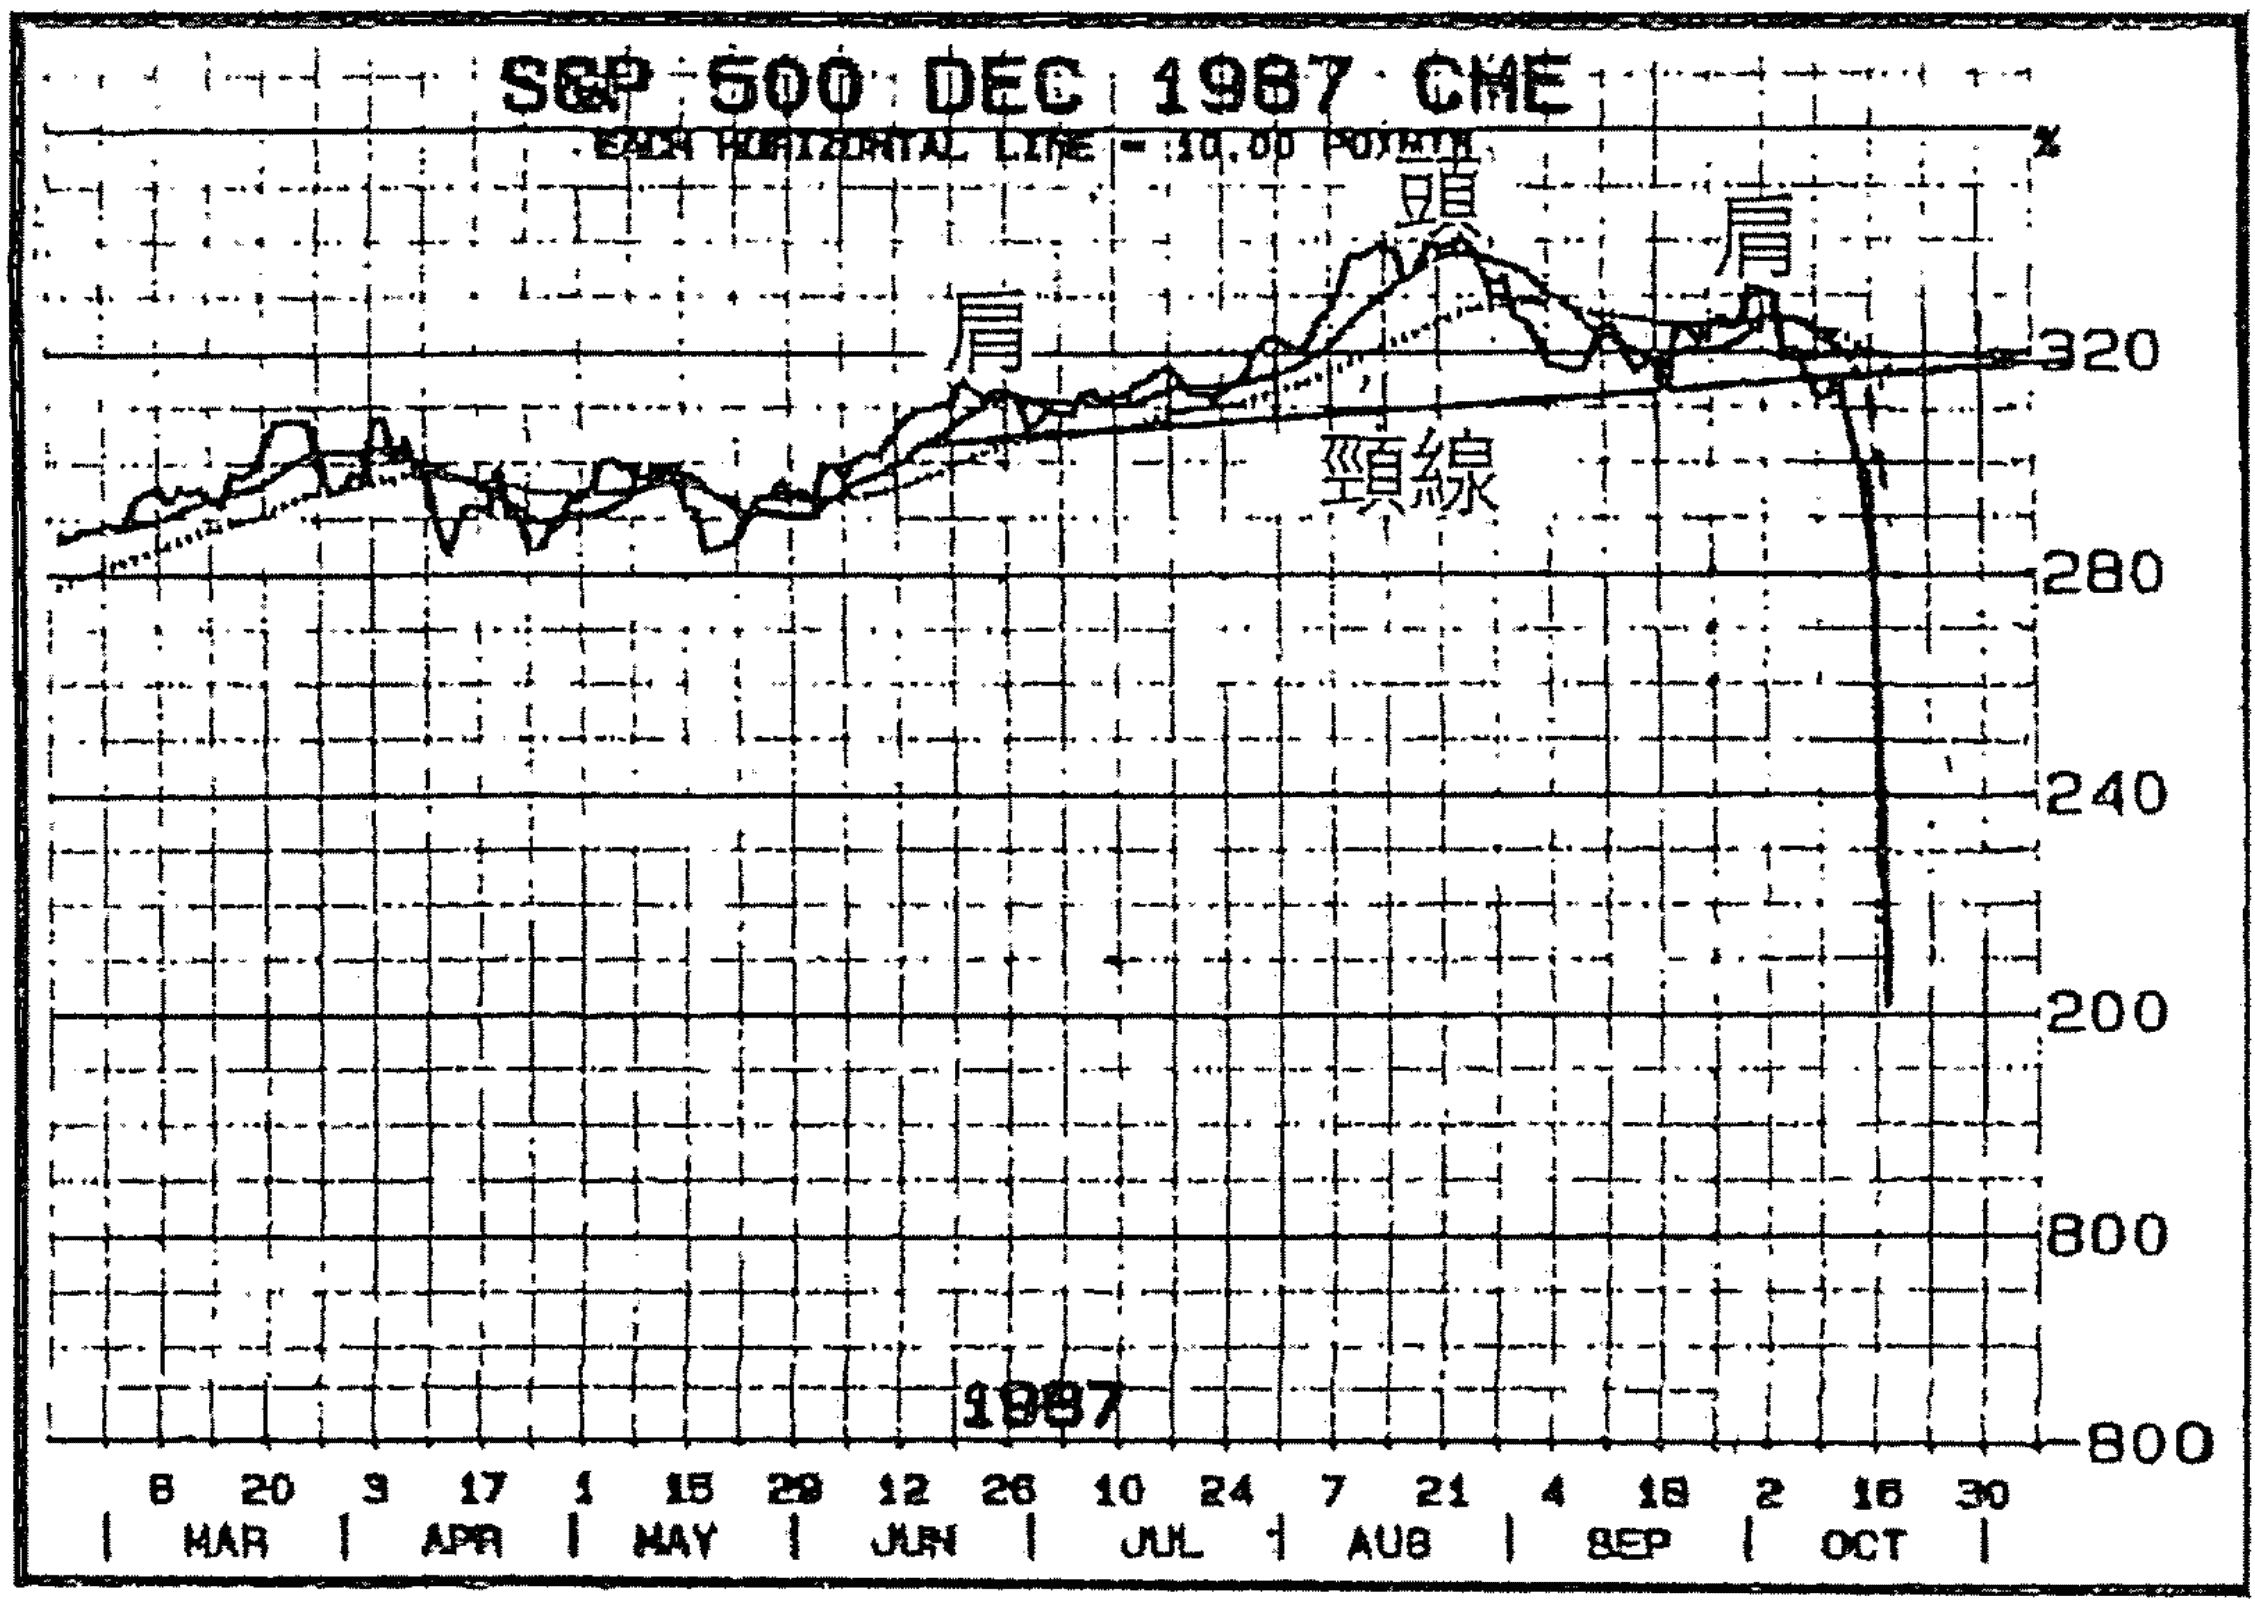 S&P 500 DEC 1987 CME
EACH HORIZONTAL LINE = 10.00 POINTS
%
頭
肩
肩
320
頸線
280
240
200
800
1987
800
6 20 3 17 1 15 29 12 26 10 24 7 21 4 18 2 16 30
MAR APR MAY JUN JUL AUG SEP OCT